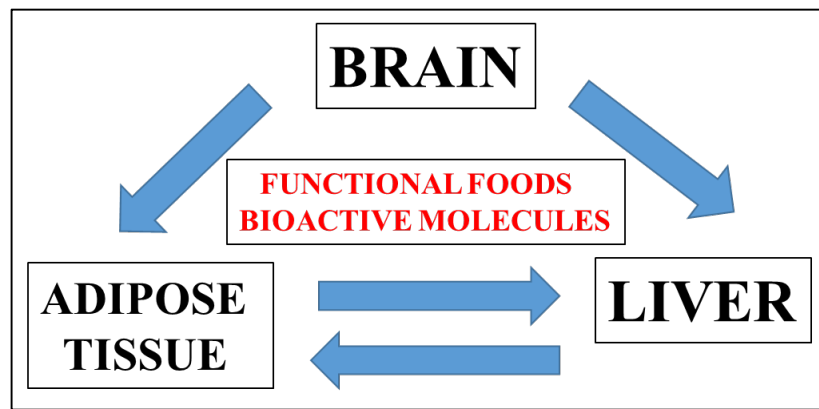 BRAIN
FUNCTIONAL FOODS
BIOACTIVE MOLECULES
ADIPOSE
TISSUE
LIVER